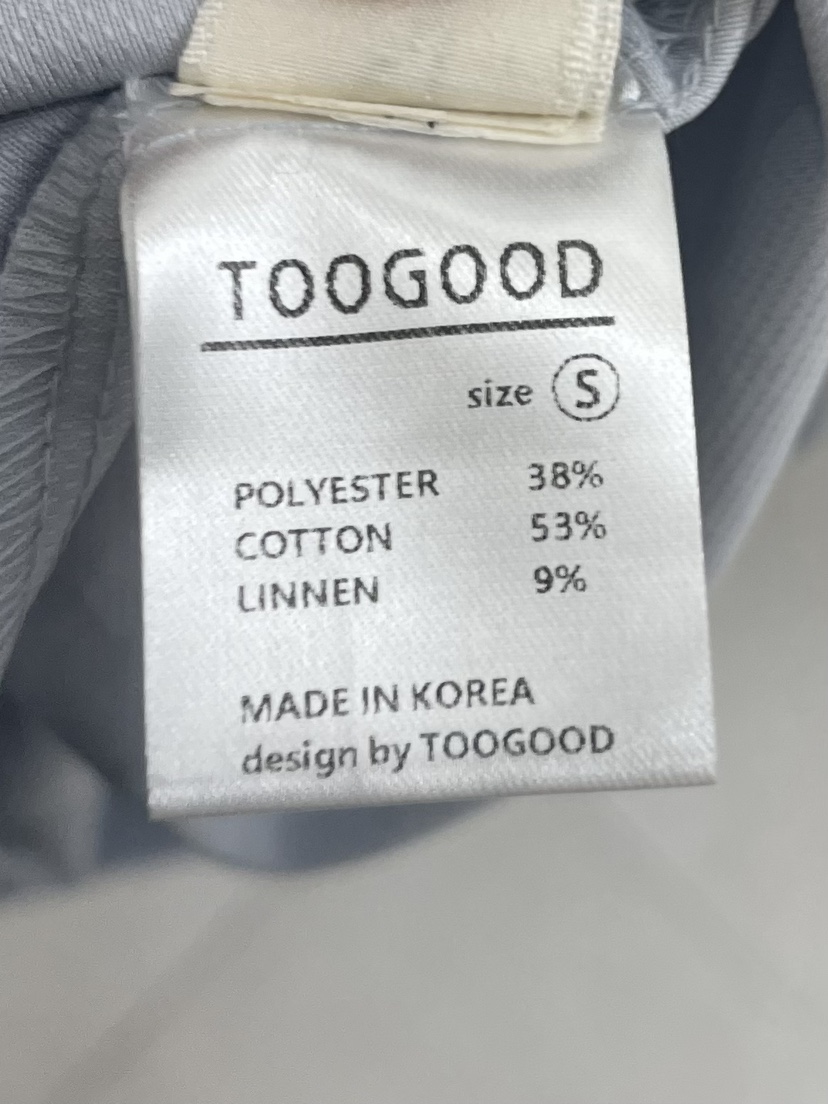 TOOGOOD
size S
POLYESTER 38%
COTTON 53%
LINNEN 9%
MADE IN KOREA
design by TOOGOOD